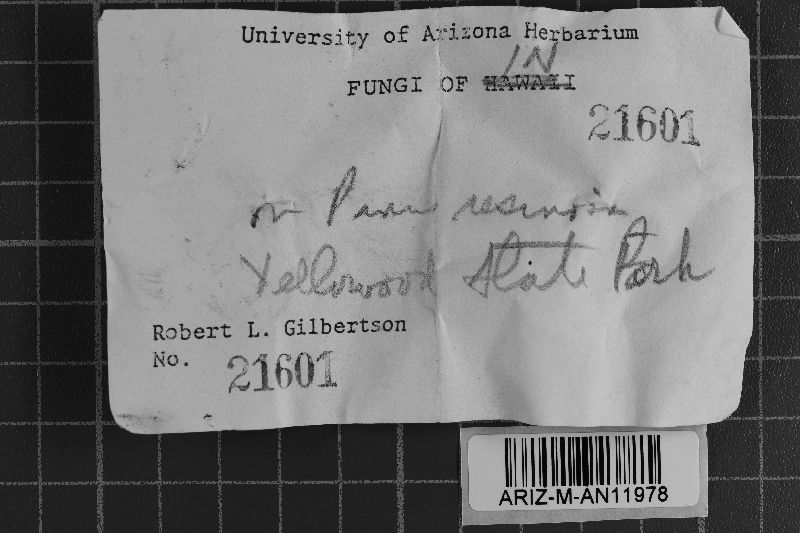 University of Arizona Herbarium
IN
FUNGI OF HAWAII
21601
on Pinus resinosa
Yellowwood State Park
Robert L. Gilbertson
No. 21601
ARIZ-M-AN11978